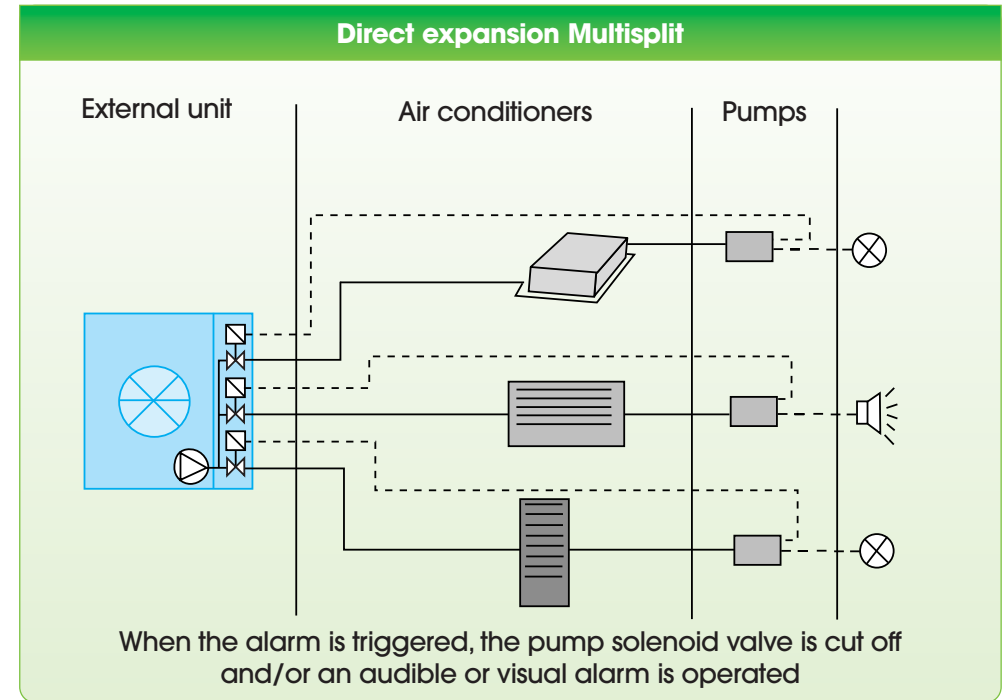 Direct expansion Multisplit
External unit
Air conditioners
Pumps
When the alarm is triggered, the pump solenoid valve is cut off
and/or an audible or visual alarm is operated